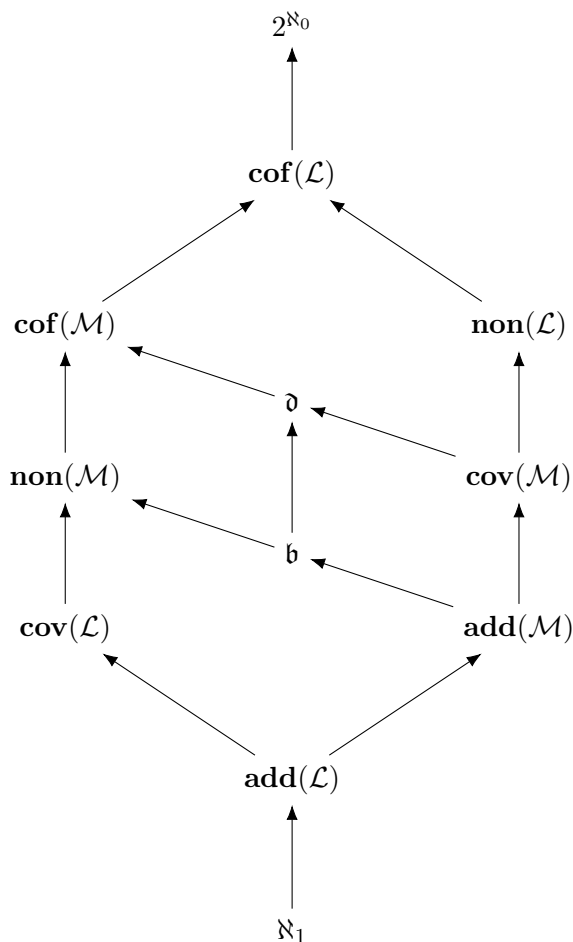 2^ℵ₀
cof(ℒ)
cof(ℳ) non(ℒ)
𝔡
non(ℳ) cov(ℳ)
𝔟
cov(ℒ) add(ℳ)
add(ℒ)
ℵ₁